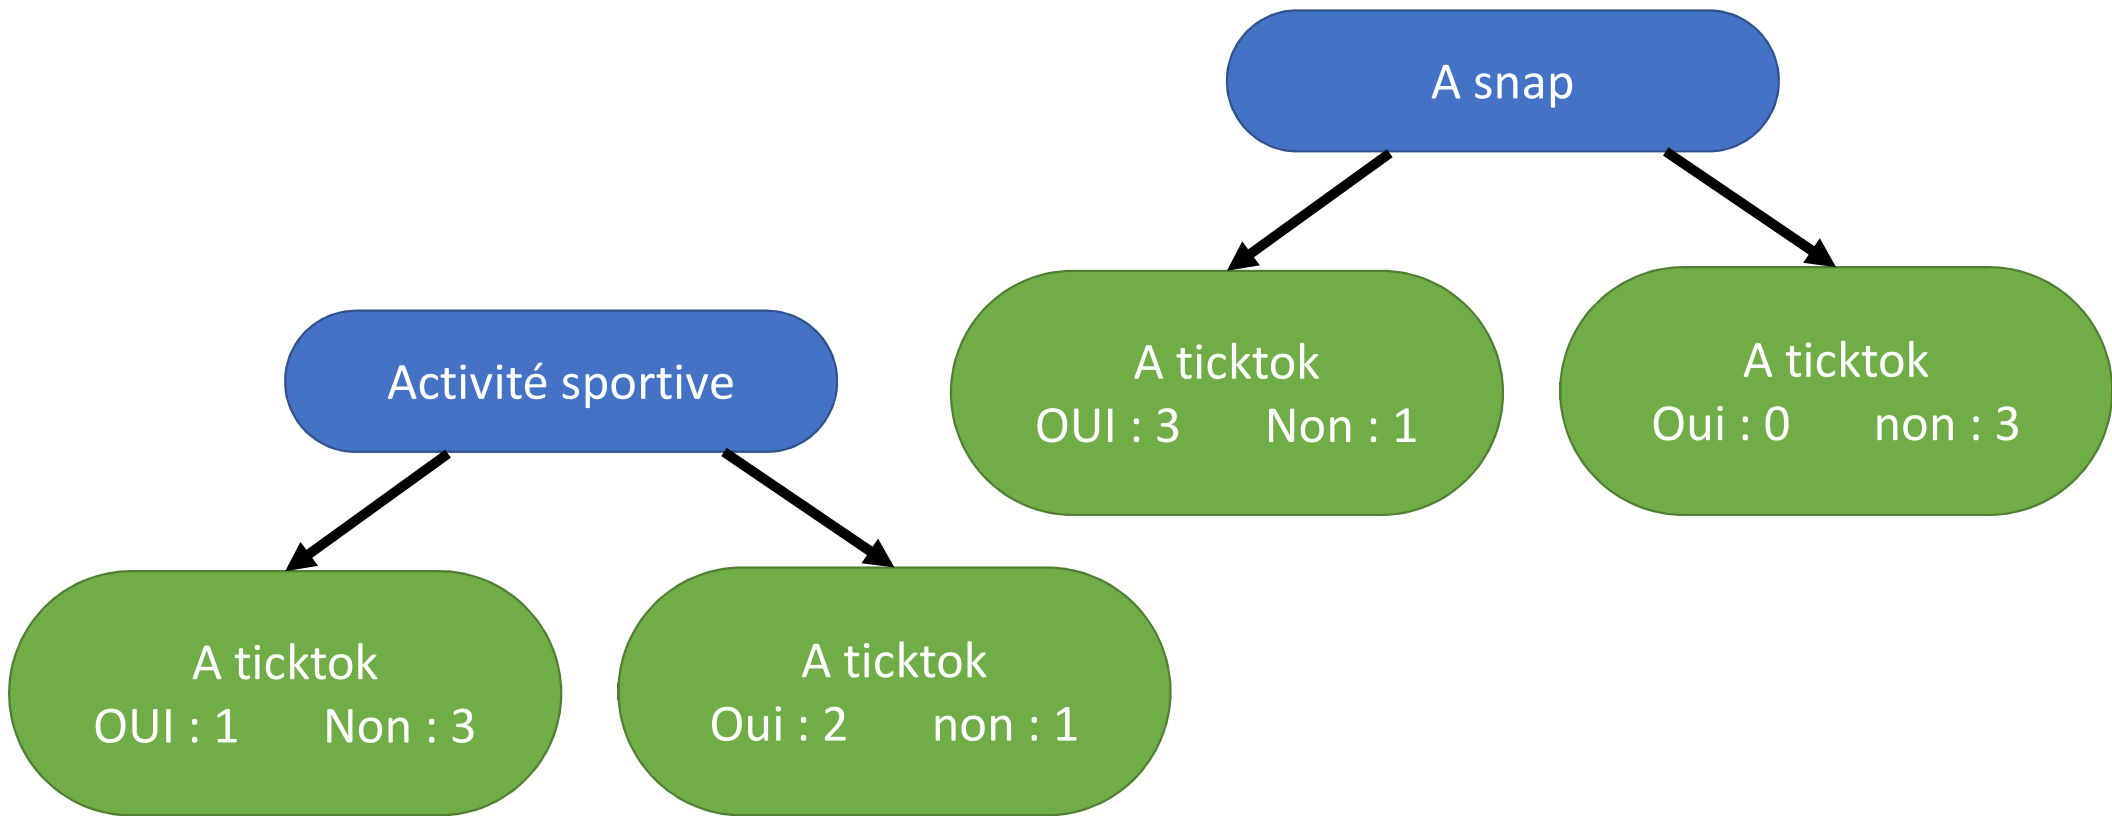 A snap
A ticktok
OUI : 3 Non : 1
A ticktok
Oui : 0 non : 3
Activité sportive
A ticktok
OUI : 1 Non : 3
A ticktok
Oui : 2 non : 1